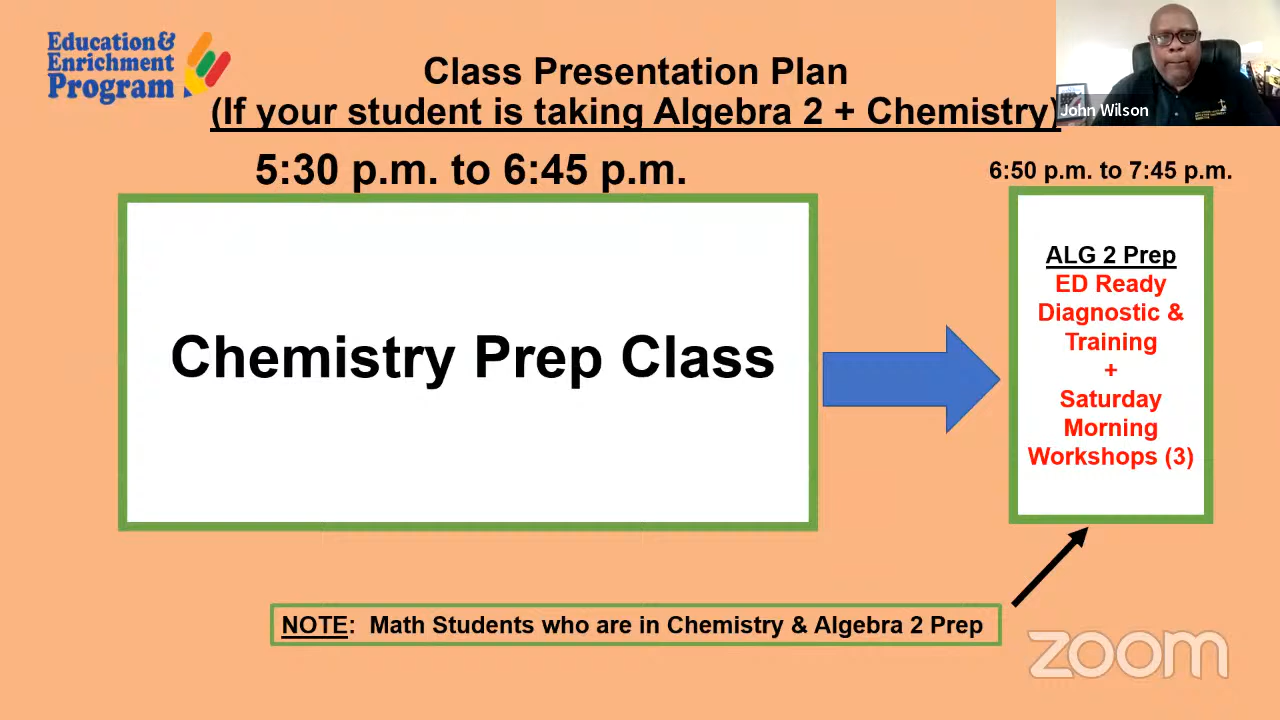 Education&
Enrichment
Program
Class Presentation Plan
(If your student is taking Algebra 2 + Chemistry)
John Wilson
5:30 p.m. to 6:45 p.m.
6:50 p.m. to 7:45 p.m.
Chemistry Prep Class
ALG 2 Prep
ED Ready
Diagnostic &
Training
+
Saturday
Morning
Workshops (3)
NOTE: Math Students who are in Chemistry & Algebra 2 Prep
zoom